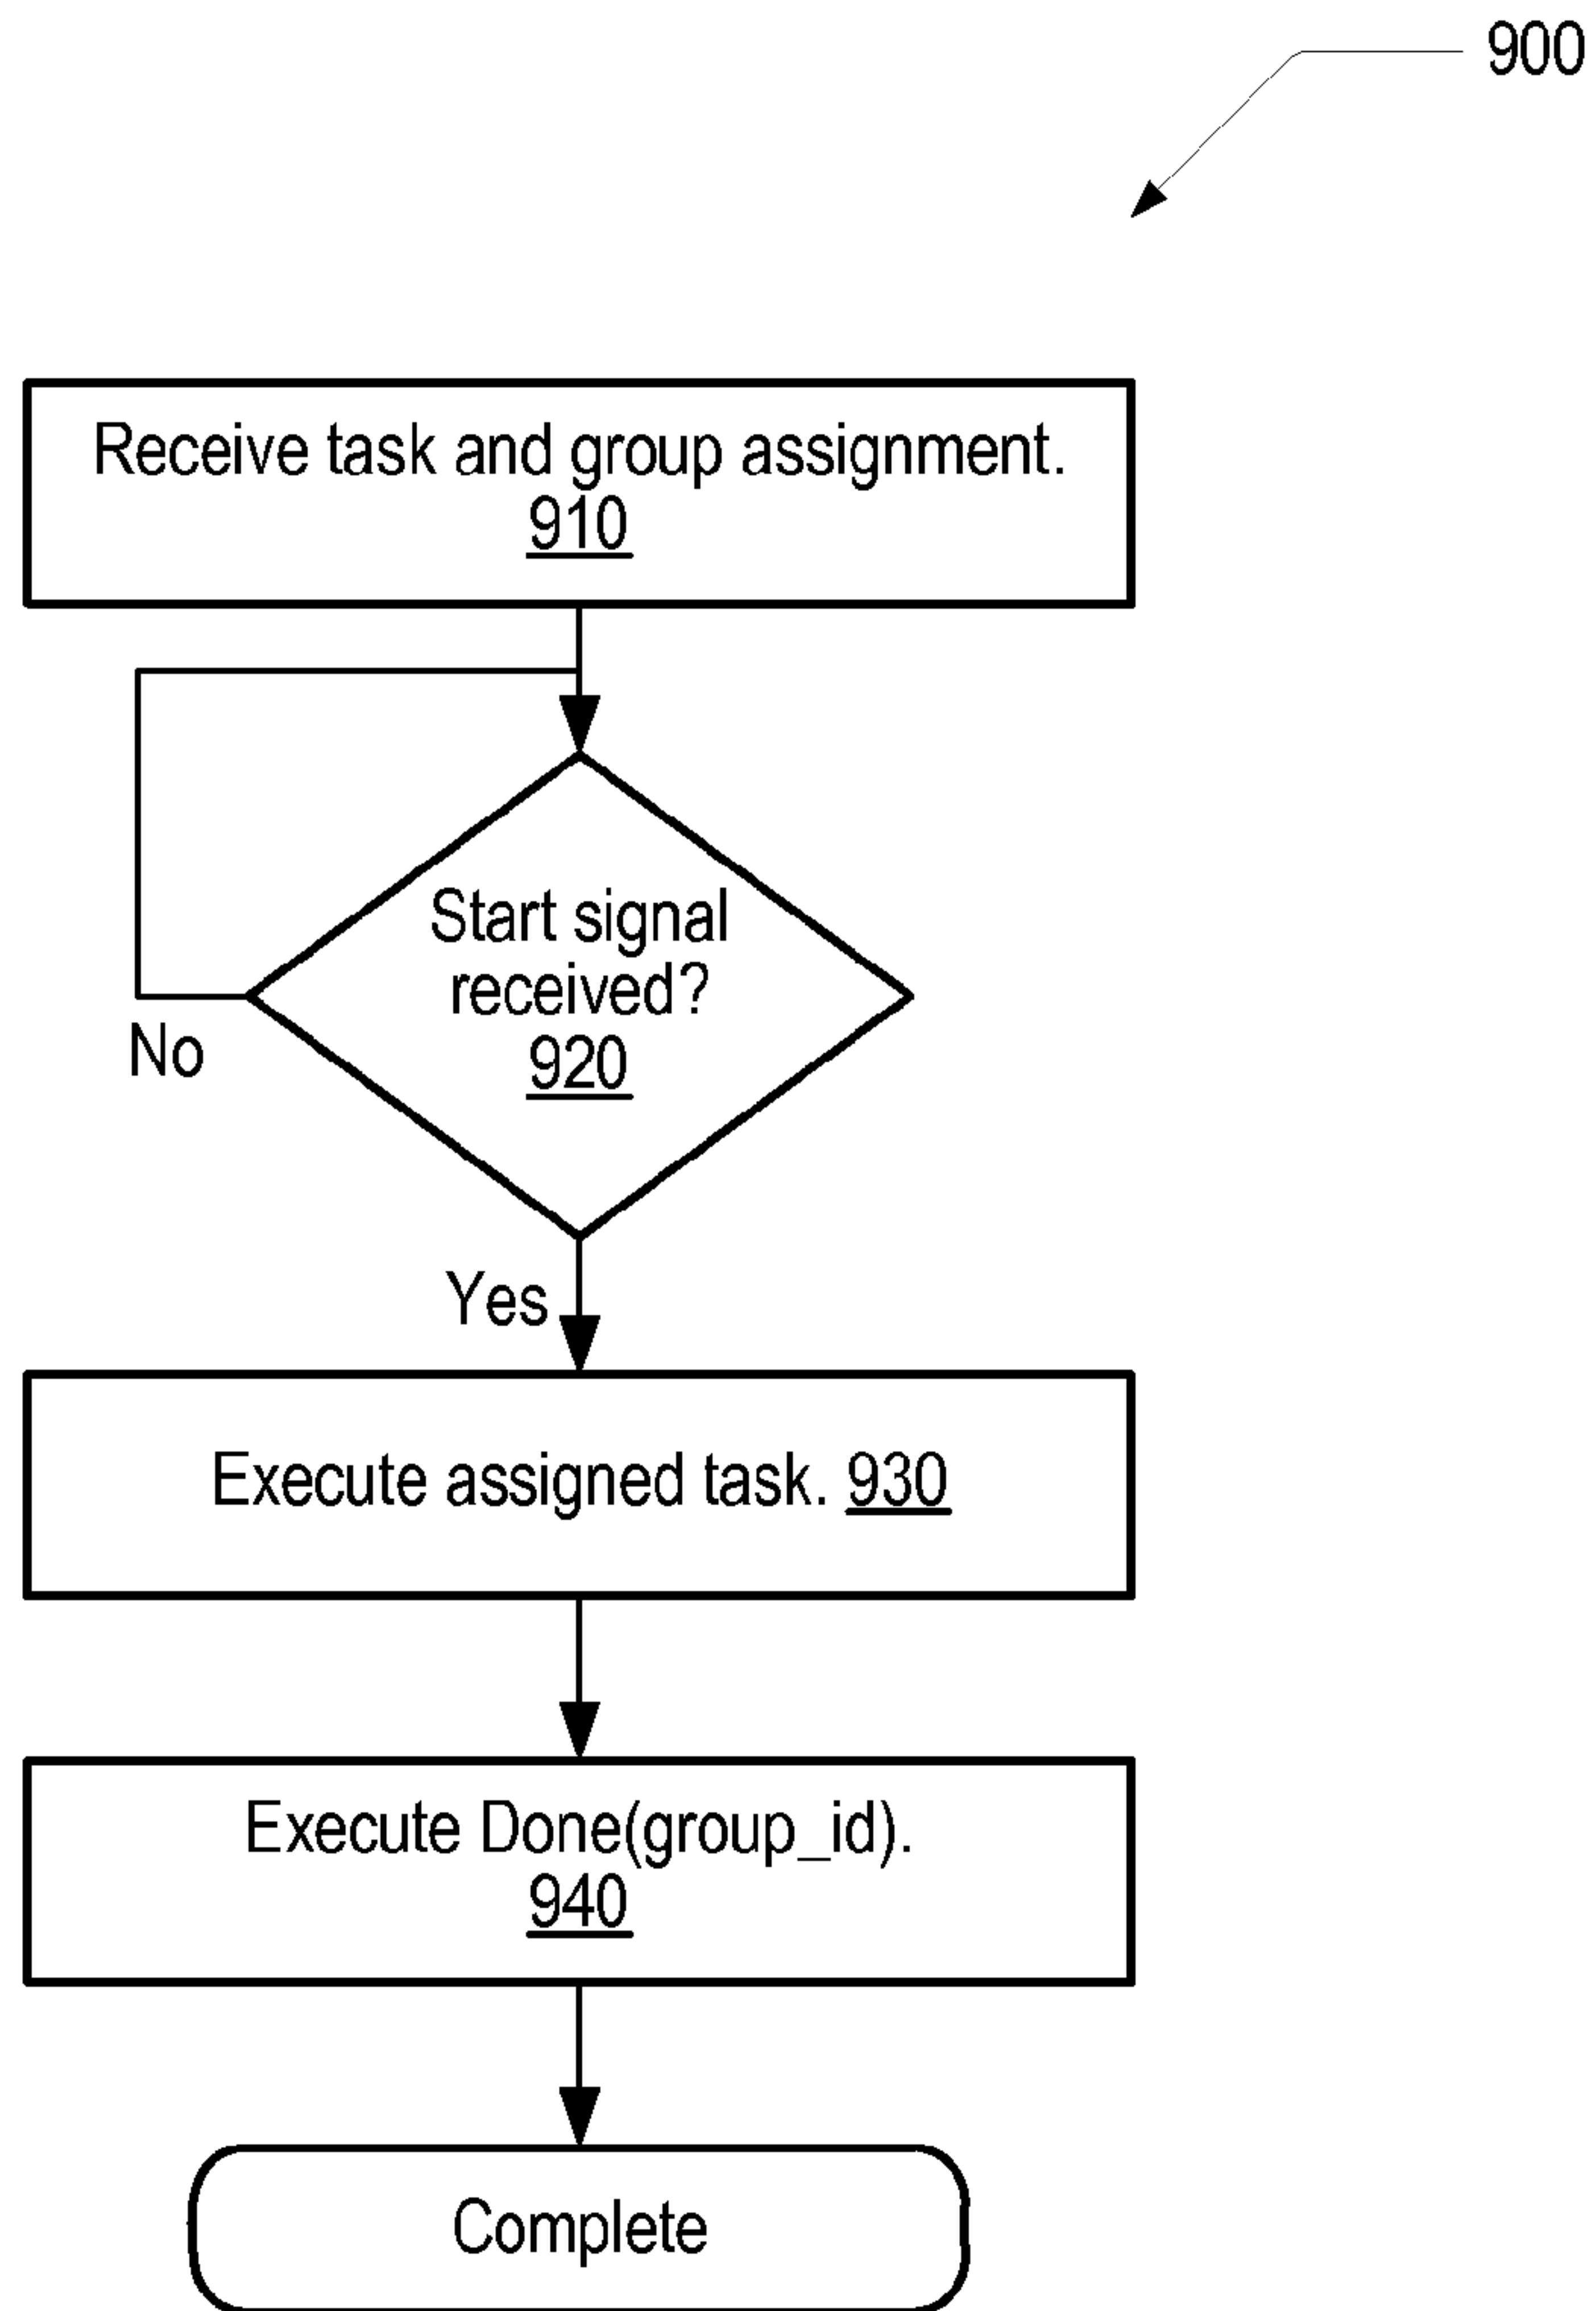 900
Receive task and group assignment.
910
Start signal
received?
920
No
Yes
Execute assigned task. 930
Execute Done(group_id).
940
Complete